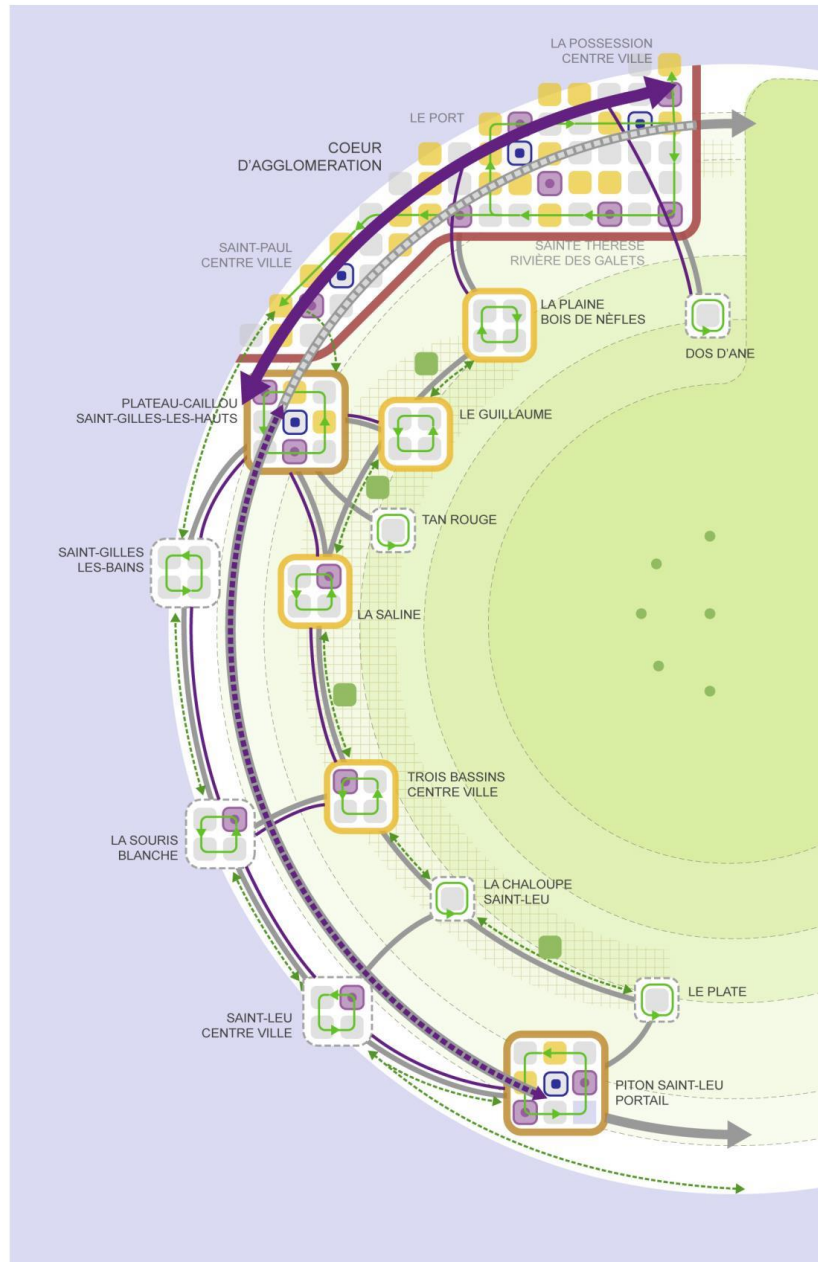 LA POSSESSION
CENTRE VILLE
LE PORT
COEUR
D'AGGLOMERATION
SAINT-PAUL
CENTRE VILLE
SAINTE THERESE
RIVIÈRE DES GALETS
LA PLAINE
BOIS DE NÈFLES
DOS D'ANE
PLATEAU-CAILLOU
SAINT-GILLES-LES-HAUTS
LE GUILLAUME
TAN ROUGE
SAINT-GILLES
LES-BAINS
LA SALINE
TROIS BASSINS
CENTRE VILLE
LA SOURIS
BLANCHE
LA CHALOUPE
SAINT-LEU
LE PLATE
SAINT-LEU
CENTRE VILLE
PITON SAINT-LEU
PORTAIL